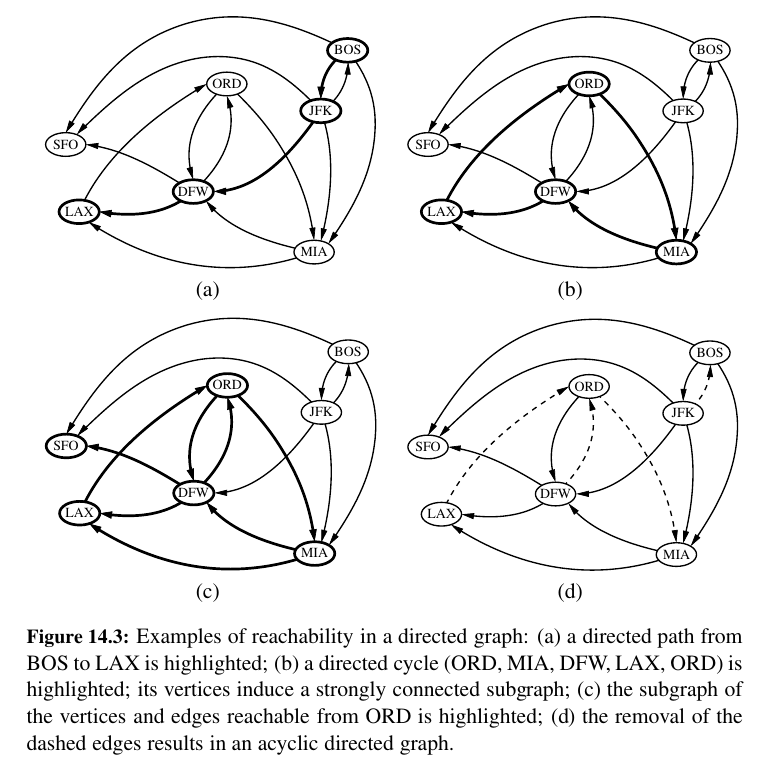 BOS
ORD
JFK
SFO
DFW
LAX
MIA
(a)
BOS
ORD
JFK
SFO
DFW
LAX
MIA
(b)
BOS
ORD
JFK
SFO
DFW
LAX
MIA
(c)
BOS
ORD
JFK
SFO
DFW
LAX
MIA
(d)
Figure 14.3: Examples of reachability in a directed graph: (a) a directed path from
BOS to LAX is highlighted; (b) a directed cycle (ORD, MIA, DFW, LAX, ORD) is
highlighted; its vertices induce a strongly connected subgraph; (c) the subgraph of
the vertices and edges reachable from ORD is highlighted; (d) the removal of the
dashed edges results in an acyclic directed graph.